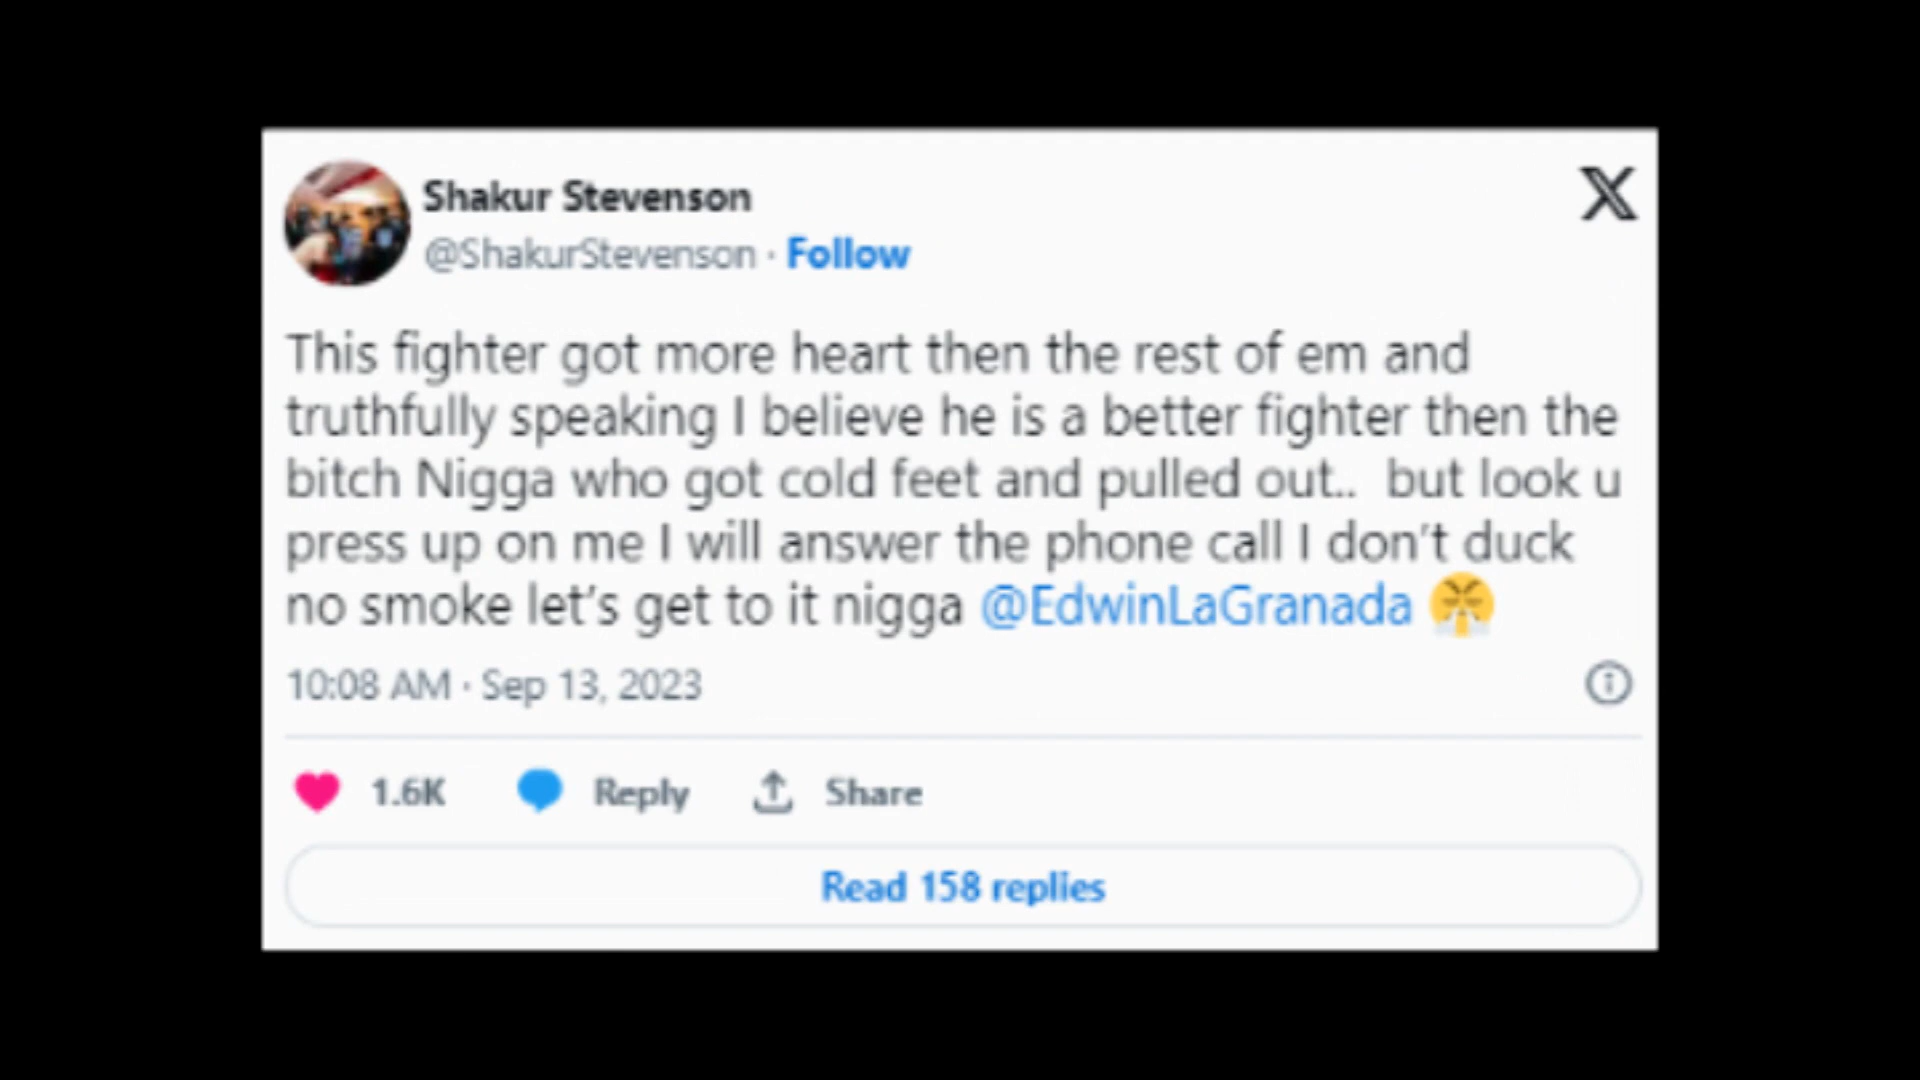 Shakur Stevenson
@ShakurStevenson · Follow
This fighter got more heart then the rest of em and
truthfully speaking I believe he is a better fighter then the
bitch Nigga who got cold feet and pulled out..  but look u
press up on me I will answer the phone call I don’t duck
no smoke let’s get to it nigga @EdwinLaGranada 😤
10:08 AM · Sep 13, 2023
1.6K Reply Share
Read 158 replies